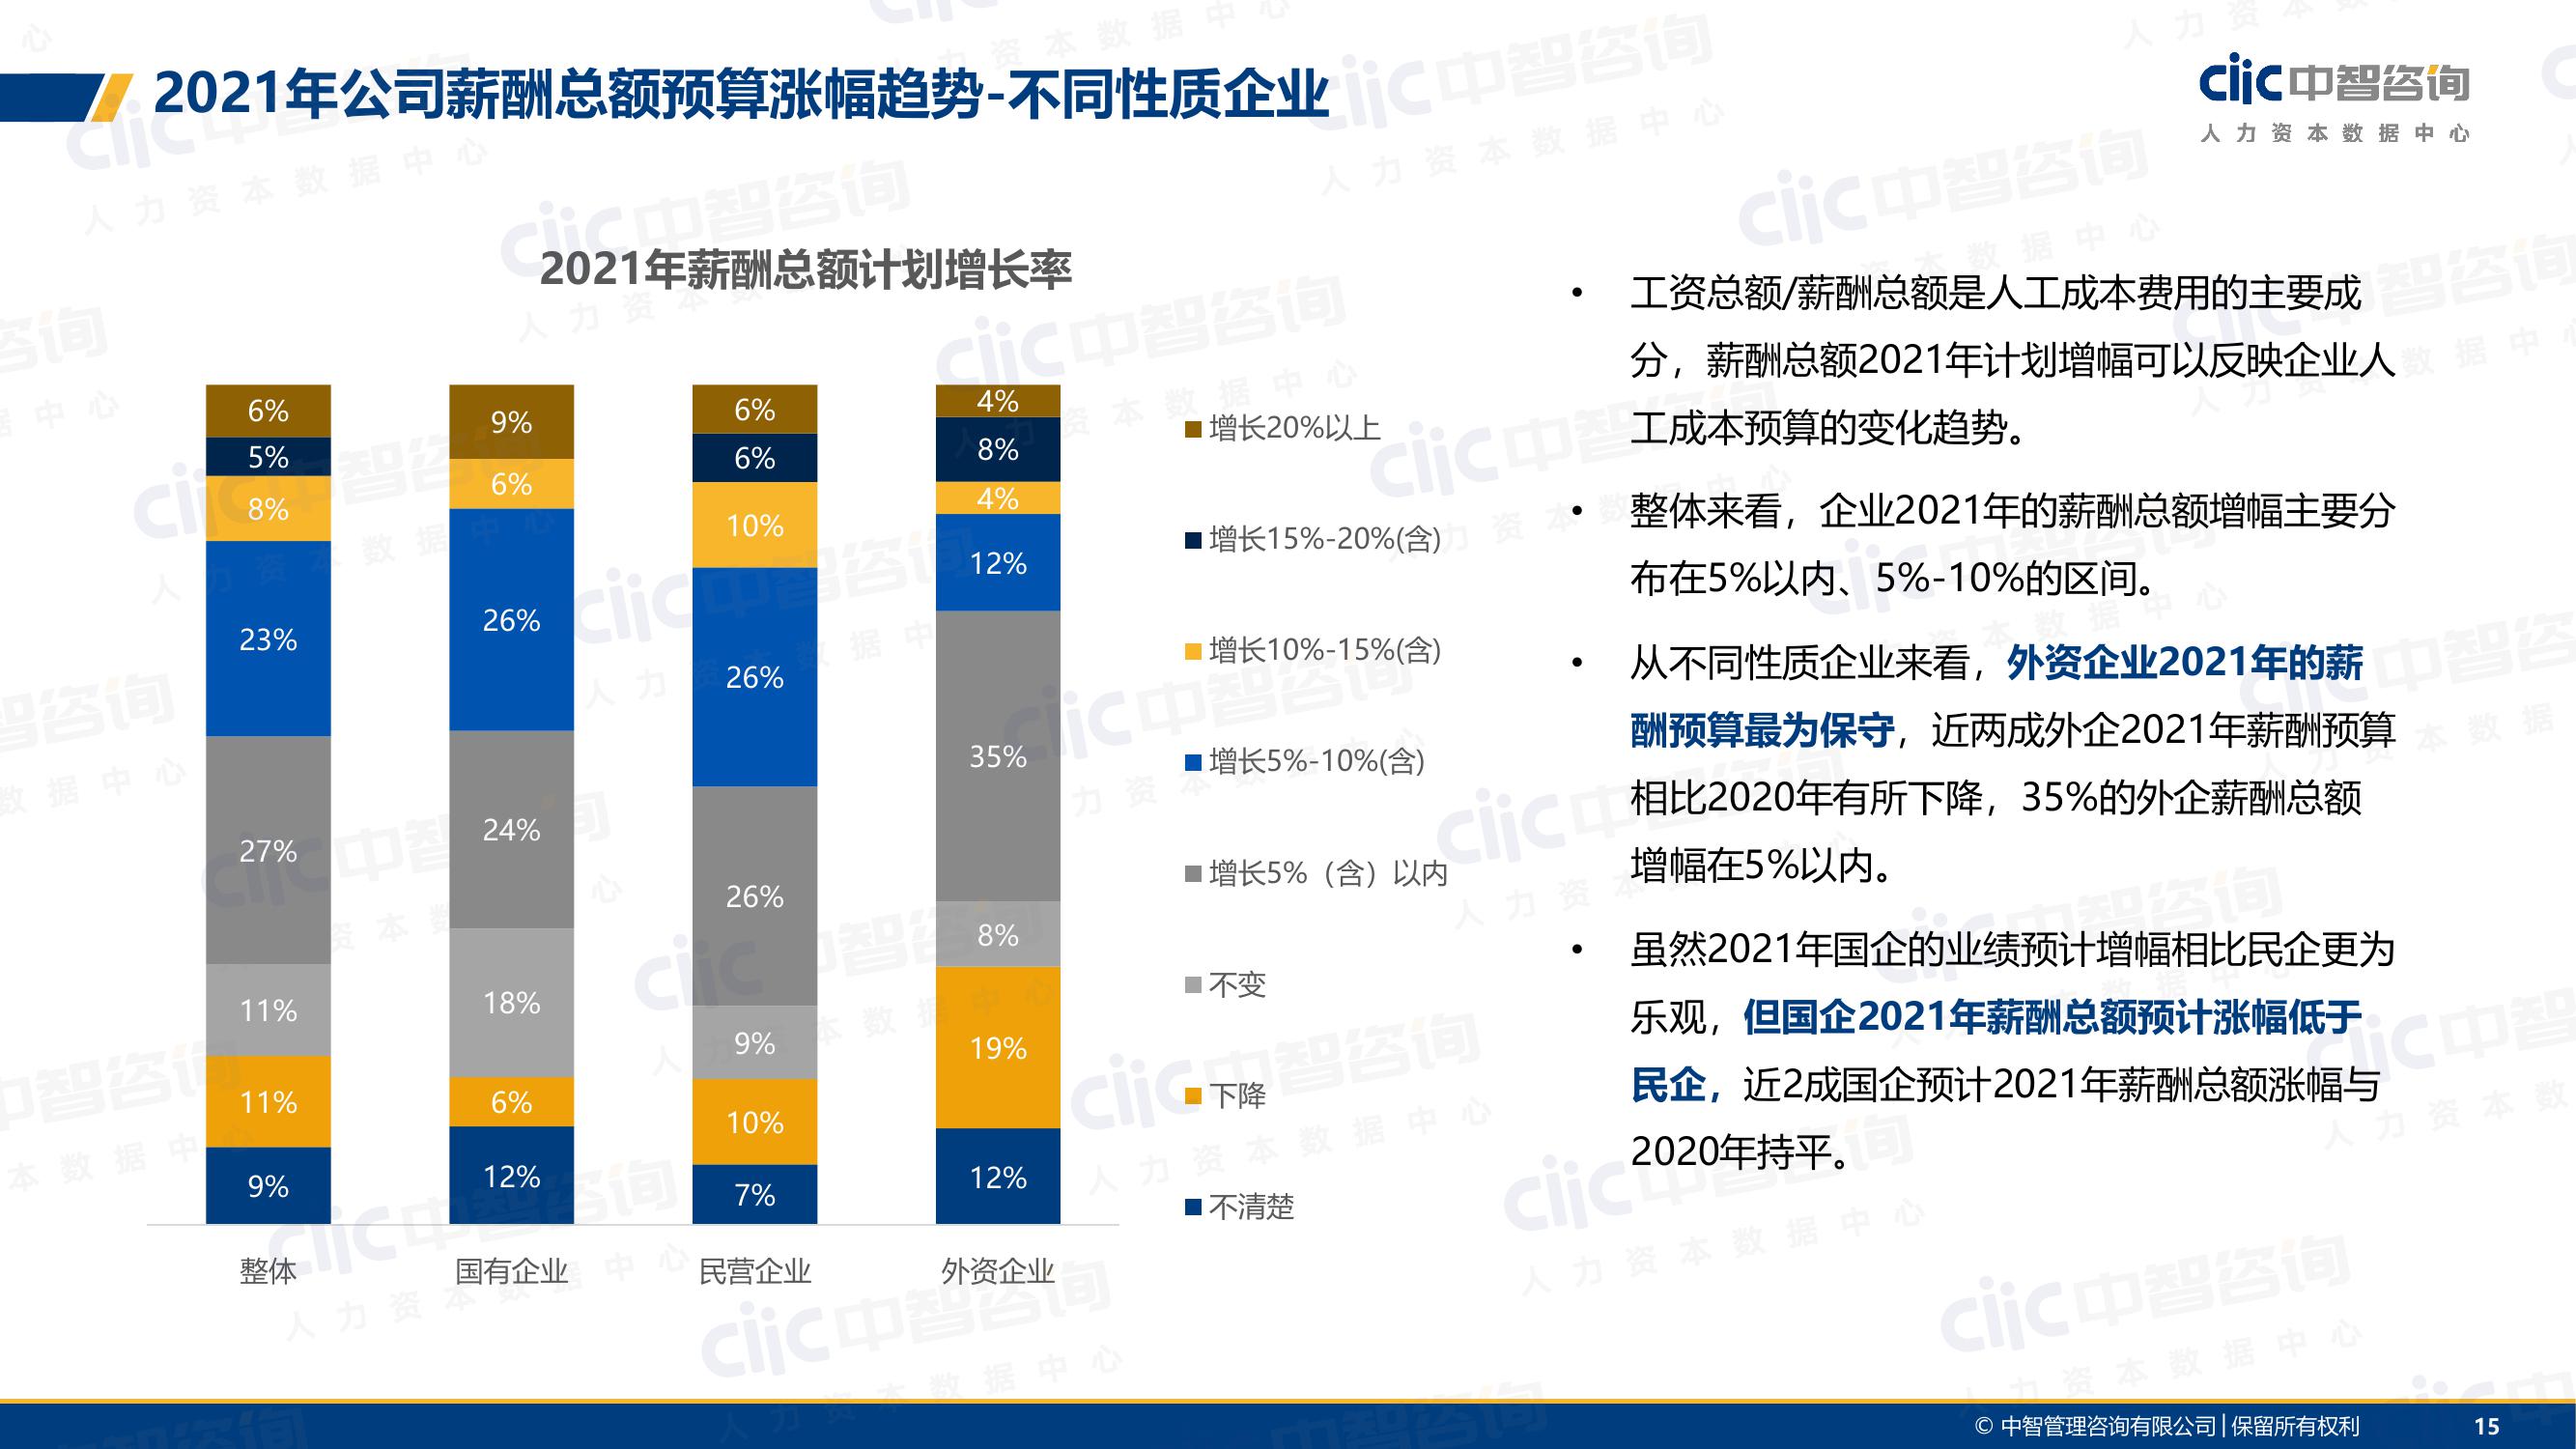 2021年公司薪酬总额预算涨幅趋势-不同性质企业
ciic中智咨询
人力资本数据中心
2021年薪酬总额计划增长率
6%
5%
8%
23%
27%
11%
11%
9%
整体
9%
6%
26%
24%
18%
6%
12%
国有企业
6%
6%
10%
26%
26%
9%
10%
7%
民营企业
4%
8%
4%
12%
35%
8%
19%
12%
外资企业
增长20%以上
增长15%-20%(含)
增长10%-15%(含)
增长5%-10%(含)
增长5%（含）以内
不变
下降
不清楚
• 工资总额/薪酬总额是人工成本费用的主要成
分，薪酬总额2021年计划增幅可以反映企业人
工成本预算的变化趋势。
• 整体来看，企业2021年的薪酬总额增幅主要分
布在5%以内、5%-10%的区间。
• 从不同性质企业来看，外资企业2021年的薪
酬预算最为保守，近两成外企2021年薪酬预算
相比2020年有所下降，35%的外企薪酬总额
增幅在5%以内。
• 虽然2021年国企的业绩预计增幅相比民企更为
乐观，但国企2021年薪酬总额预计涨幅低于
民企，近2成国企预计2021年薪酬总额涨幅与
2020年持平。
© 中智管理咨询有限公司│保留所有权利
15